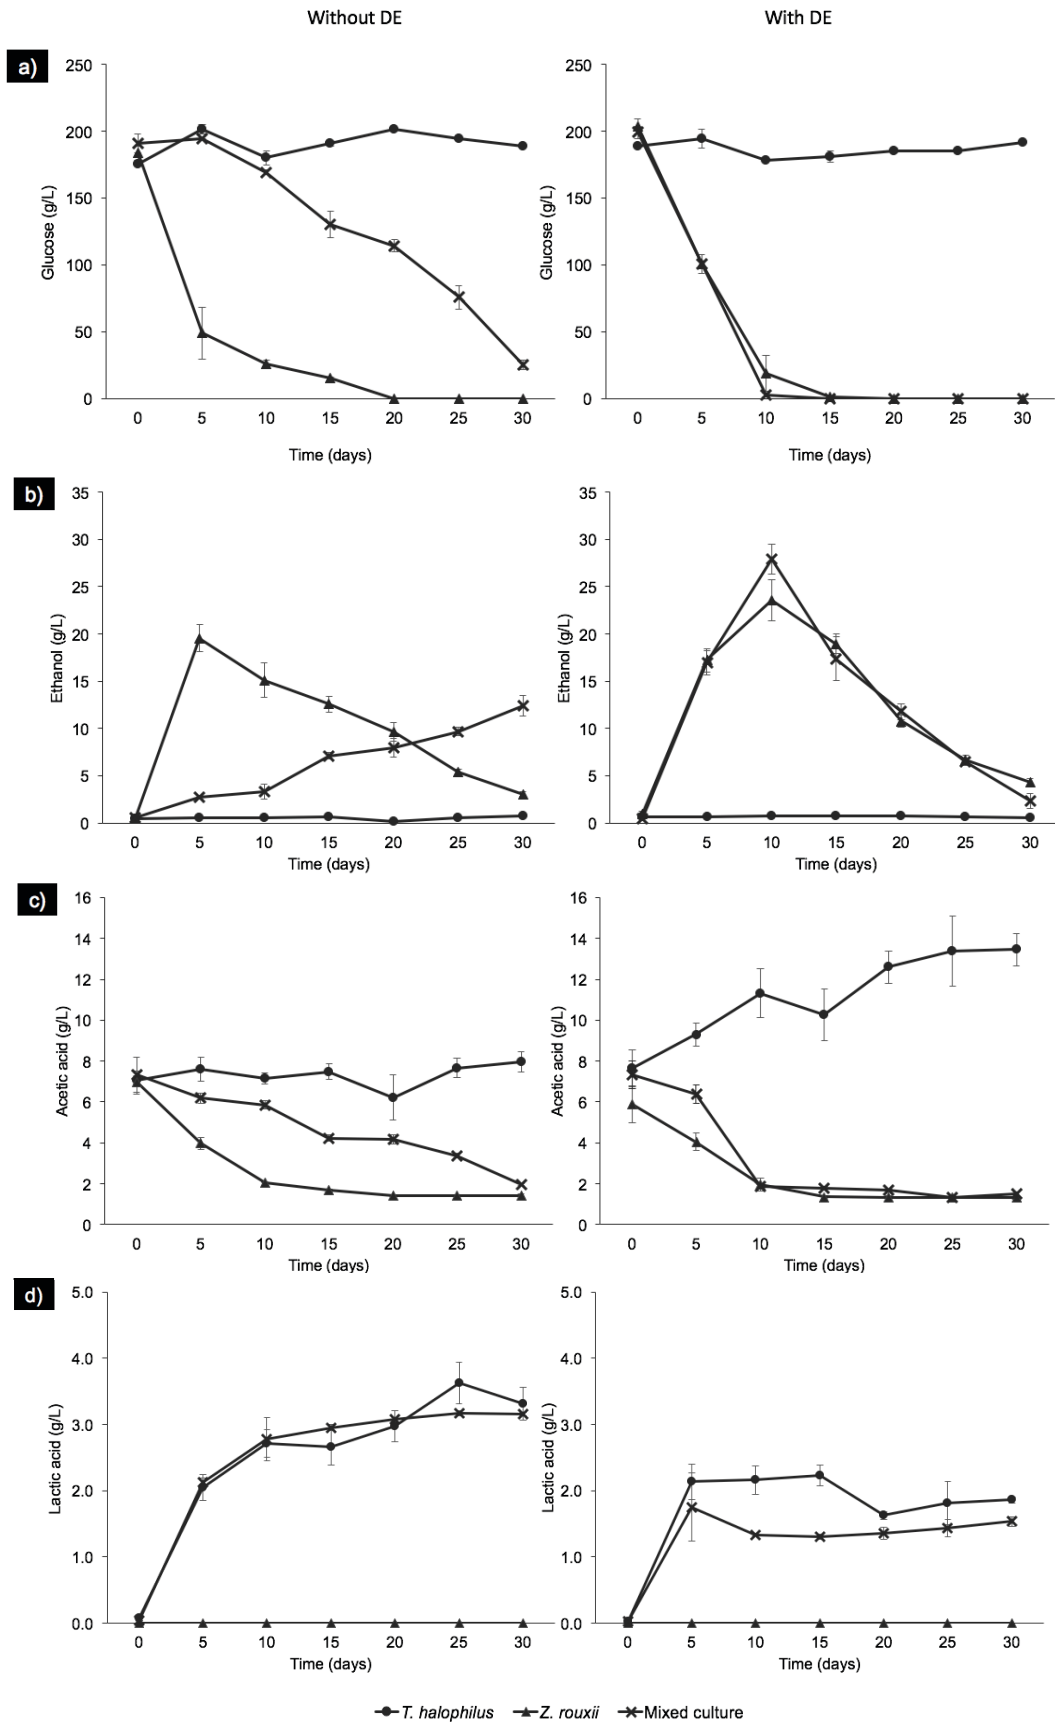 Without DE
With DE
a)
250
200
150
100
50
0
Glucose (g/L)
0 5 10 15 20 25 30
Time (days)
250
200
150
100
50
0
Glucose (g/L)
0 5 10 15 20 25 30
Time (days)
b)
35
30
25
20
15
10
5
0
Ethanol (g/L)
0 5 10 15 20 25 30
Time (days)
35
30
25
20
15
10
5
0
Ethanol (g/L)
0 5 10 15 20 25 30
Time (days)
c)
16
14
12
10
8
6
4
2
0
Acetic acid (g/L)
0 5 10 15 20 25 30
Time (days)
16
14
12
10
8
6
4
2
0
Acetic acid (g/L)
0 5 10 15 20 25 30
Time (days)
d)
5.0
4.0
3.0
2.0
1.0
0.0
Lactic acid (g/L)
0 5 10 15 20 25 30
Time (days)
5.0
4.0
3.0
2.0
1.0
0.0
Lactic acid (g/L)
0 5 10 15 20 25 30
Time (days)
T. halophilus Z. rouxii Mixed culture